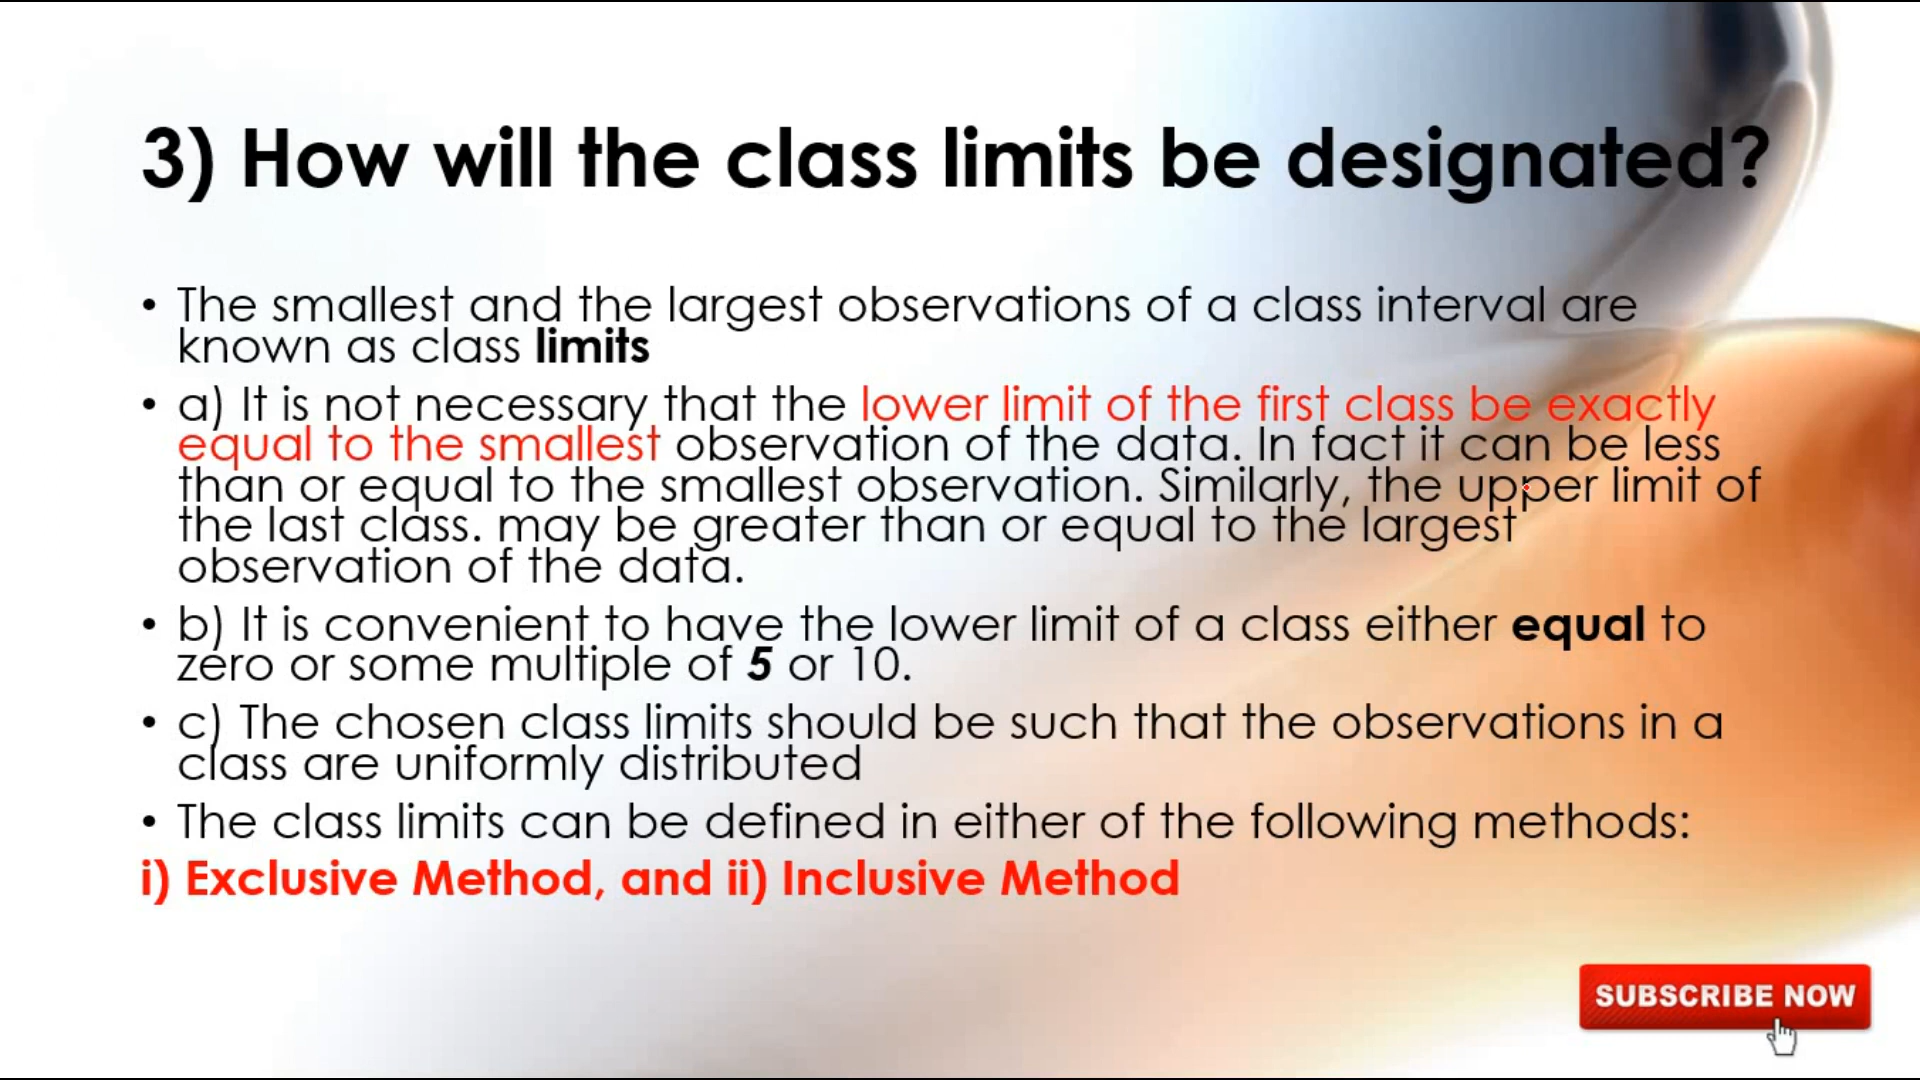 3) How will the class limits be designated?
• The smallest and the largest observations of a class interval are
known as class limits
• a) It is not necessary that the lower limit of the first class be exactly
equal to the smallest observation of the data. In fact it can be less
than or equal to the smallest observation. Similarly, the upper limit of
the last class. may be greater than or equal to the largest
observation of the data.
• b) It is convenient to have the lower limit of a class either equal to
zero or some multiple of 5 or 10.
• c) The chosen class limits should be such that the observations in a
class are uniformly distributed
• The class limits can be defined in either of the following methods:
i) Exclusive Method, and ii) Inclusive Method
SUBSCRIBE NOW